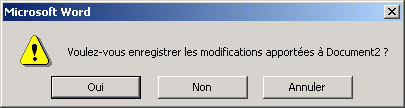 Microsoft Word
Voulez-vous enregistrer les modifications apportées à Document2 ?
Oui
Non
Annuler